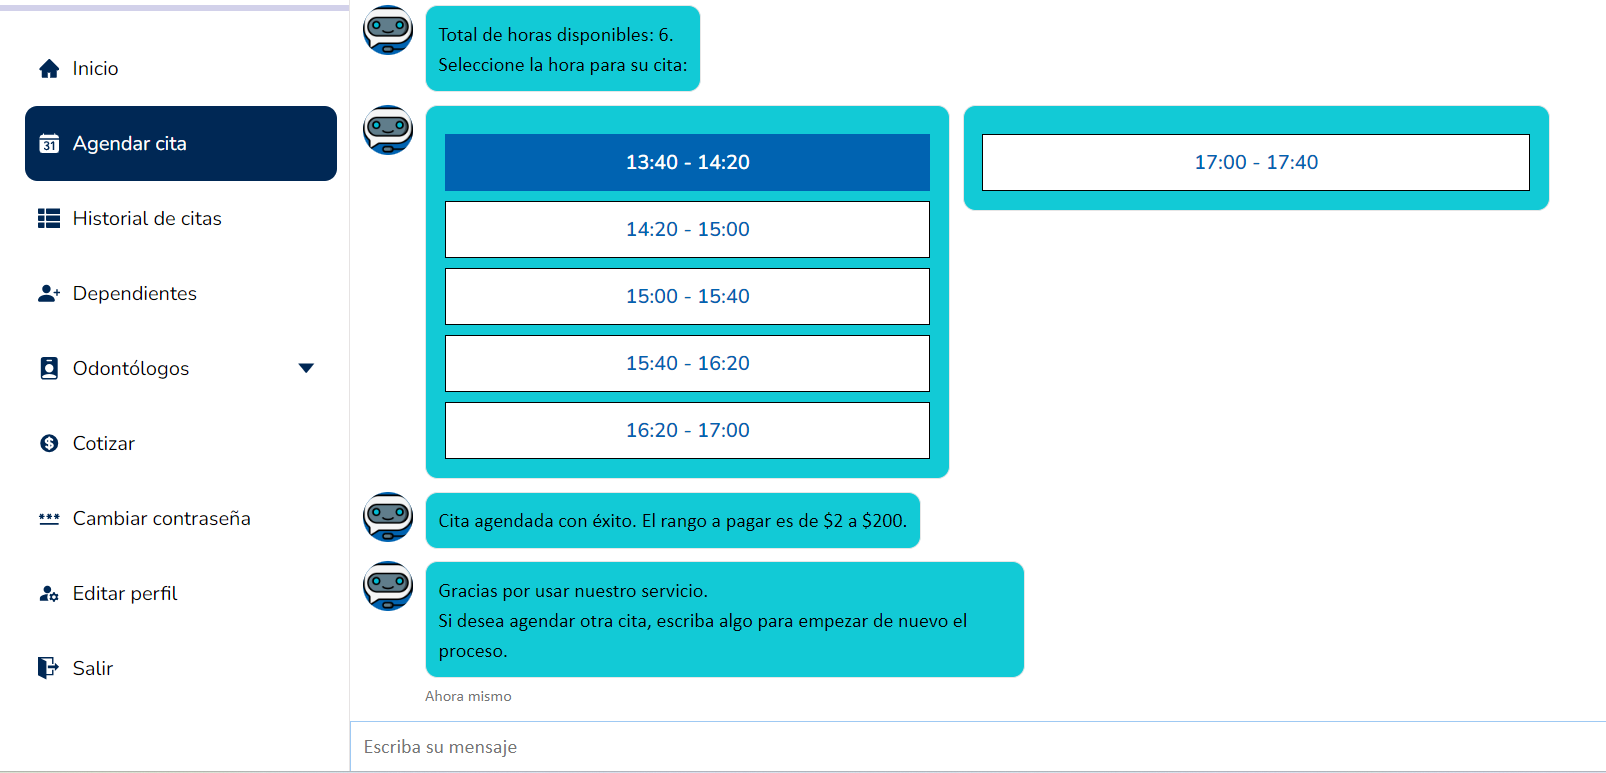 Inicio
31
Agendar cita
Historial de citas
Dependientes
Odontólogos
Cotizar
Cambiar contraseña
Editar perfil
Salir
Total de horas disponibles: 6.
Seleccione la hora para su cita:
13:40 - 14:20
14:20 - 15:00
15:00 - 15:40
15:40 - 16:20
16:20 - 17:00
17:00 - 17:40
Cita agendada con éxito. El rango a pagar es de $2 a $200.
Gracias por usar nuestro servicio.
Si desea agendar otra cita, escriba algo para empezar de nuevo el
proceso.
Ahora mismo
Escriba su mensaje